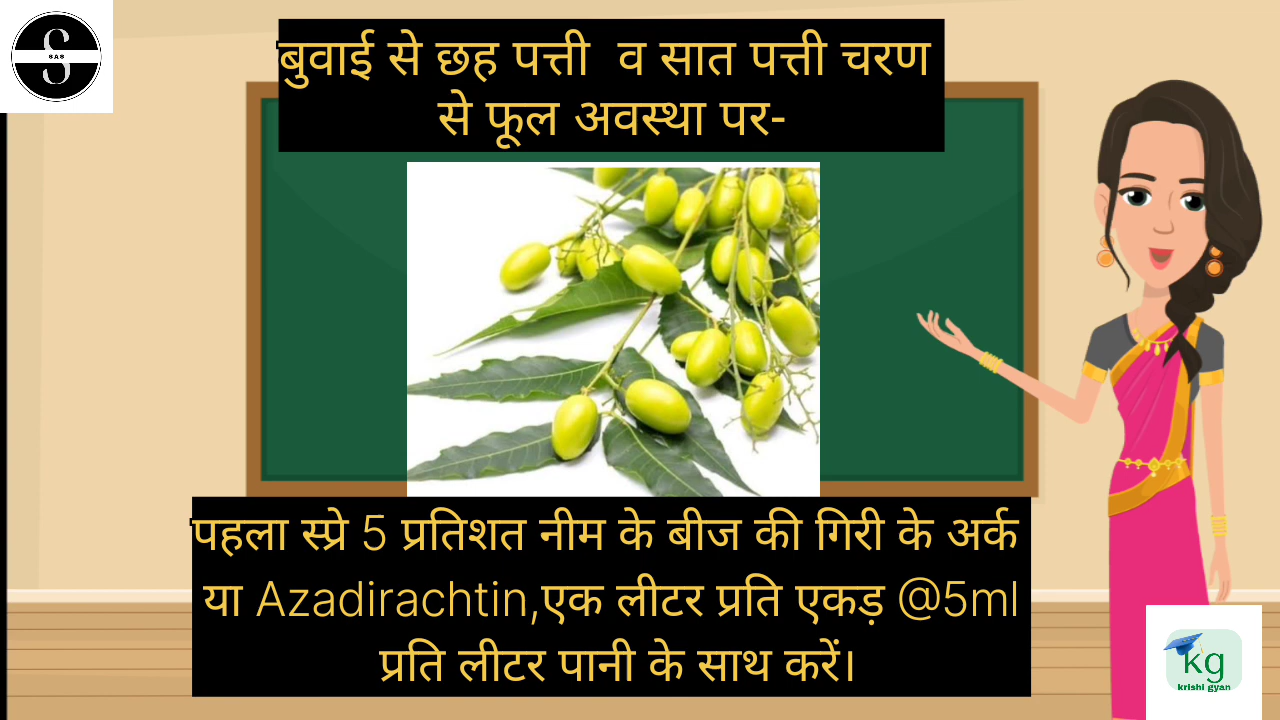 S
SAS
बुवाई से छह पत्ती व सात पत्ती चरण
से फूल अवस्था पर-
पहला स्प्रे 5 प्रतिशत नीम के बीज की गिरी के अर्क
या Azadirachtin,एक लीटर प्रति एकड़ @5ml
प्रति लीटर पानी के साथ करें।
kg
krishi gyan